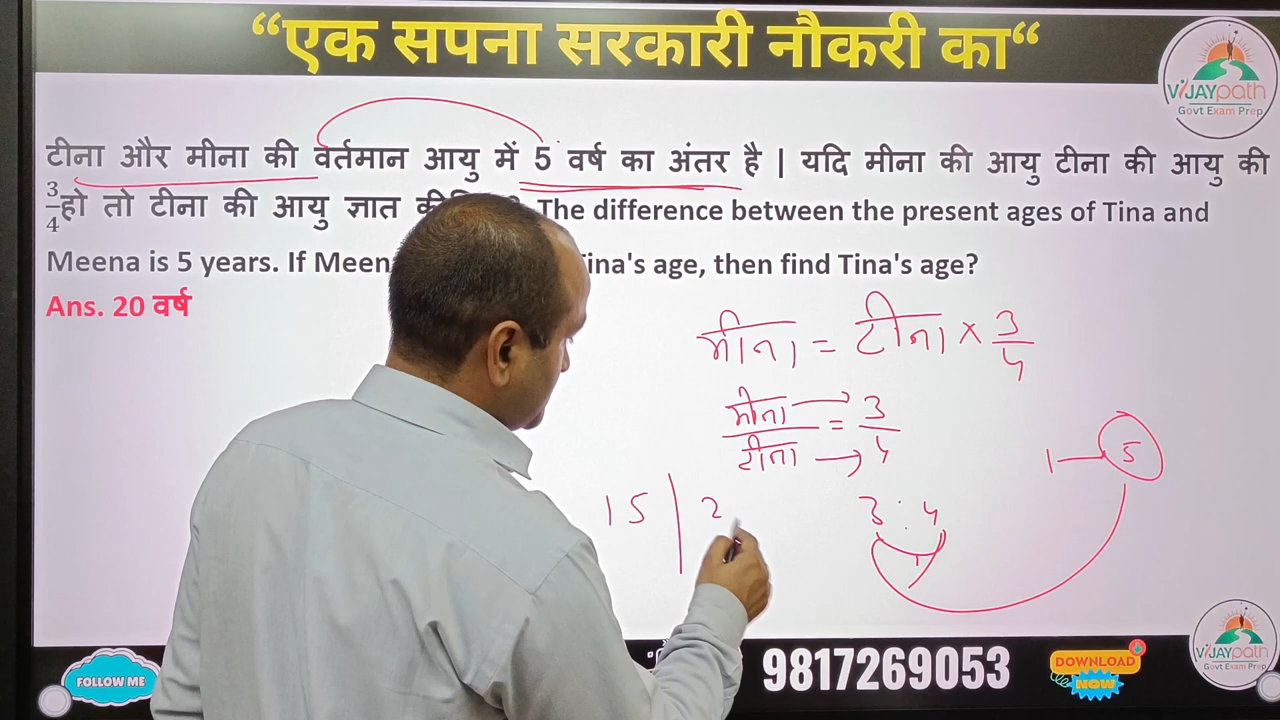 “एक सपना सरकारी नौकरी का“
ViJAYpath
Govt Exam Prep
टीना और मीना की वर्तमान आयु में 5 वर्ष का अंतर है | यदि मीना की आयु टीना की आयु की
3/4 हो तो टीना की आयु ज्ञात The difference between the present ages of Tina and
Meena is 5 years. If Tina's age, then find Tina's age?
Ans. 20 वर्ष
मीना = टीना × 3/4
मीना/टीना = 3/4
1 5
15 | 2
3 : 4
1
FOLLOW ME
9817269053
DOWNLOAD
NOW
ViJAYpath
Govt Exam Prep